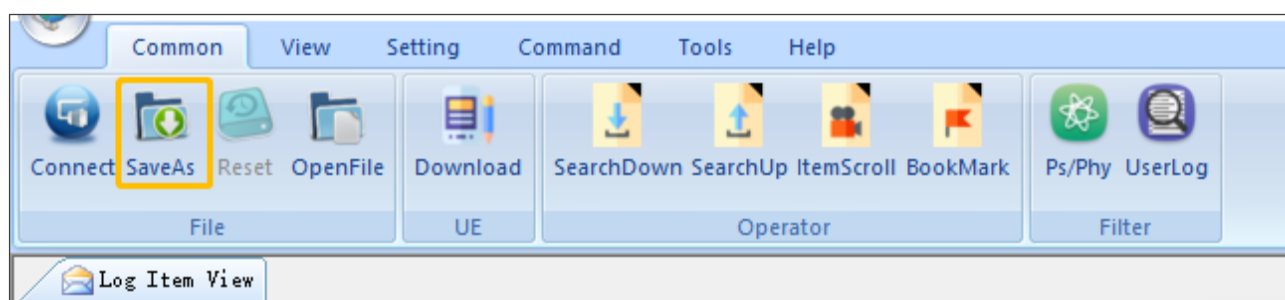 Common View Setting Command Tools Help
Connect SaveAs Reset OpenFile Download SearchDown SearchUp ItemScroll BookMark Ps/Phy UserLog
File UE Operator Filter
Log Item View